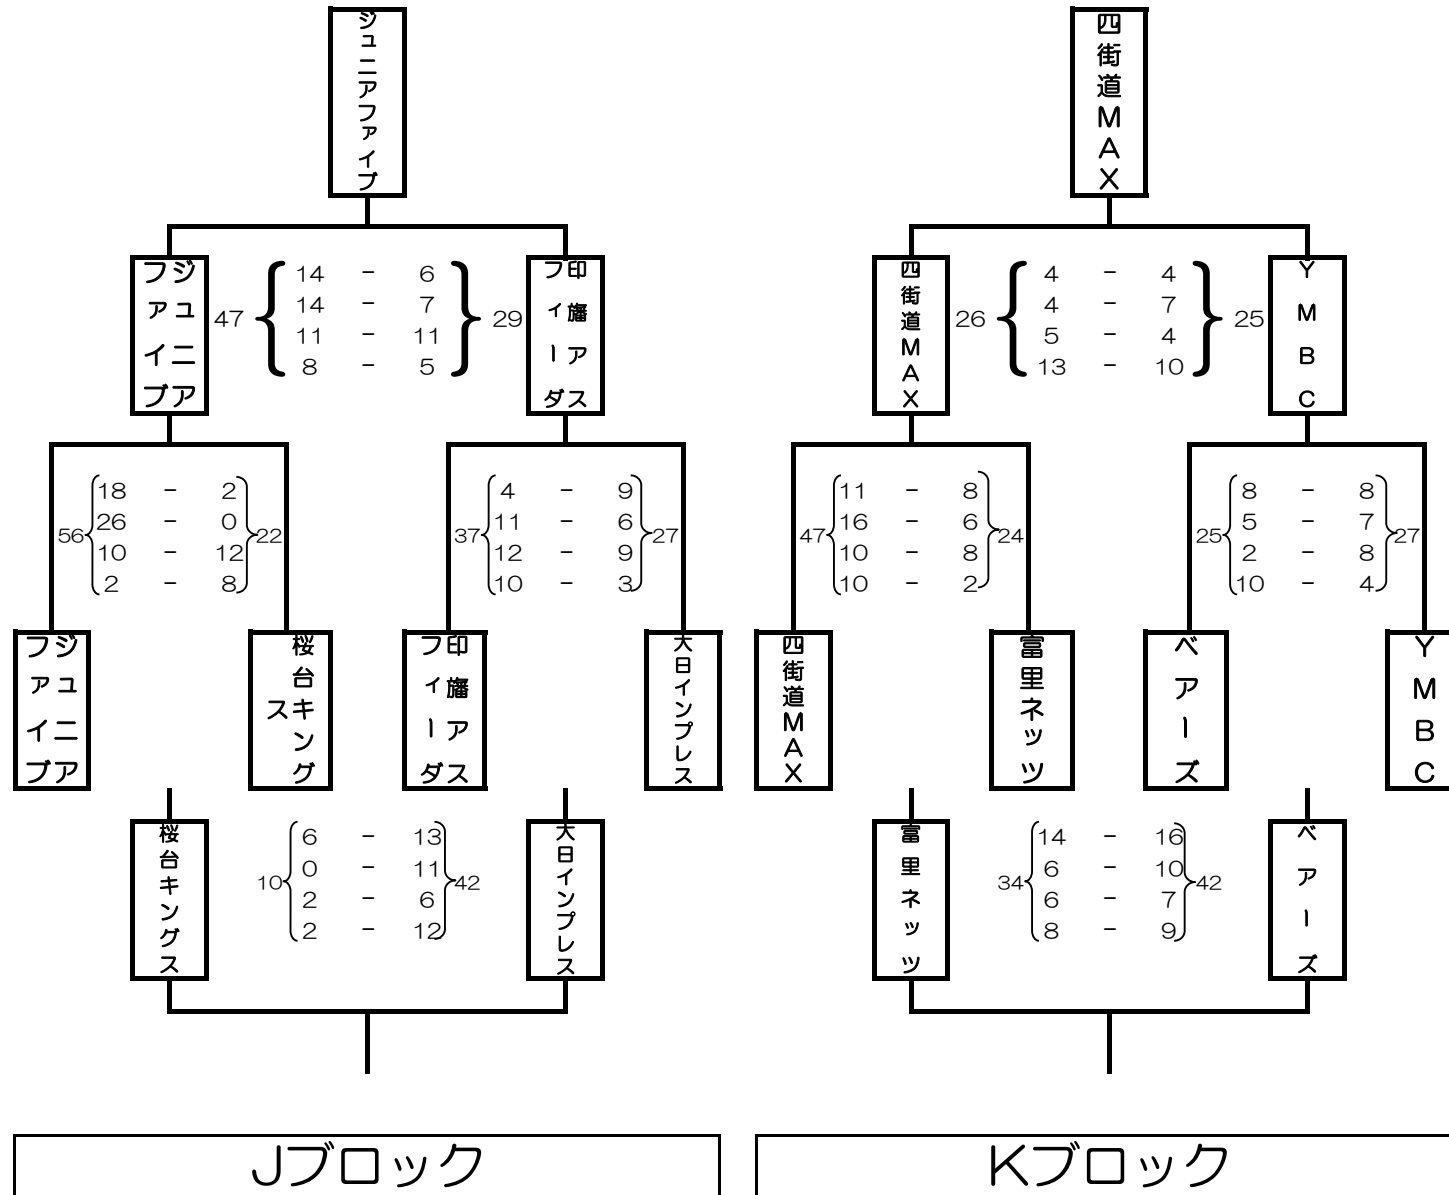 ジュニアファイブ
四街道MAX
ジュニア
ファイブ
47
14 - 6
14 - 7
11 - 11
8 - 5
29
印旛アス
フィーダ
四街道MAX
26
4 - 4
4 - 7
5 - 4
13 - 10
25
YMBC
56
18 - 2
26 - 0
10 - 12
2 - 8
22
37
4 - 9
11 - 6
12 - 9
10 - 3
27
47
11 - 8
16 - 6
10 - 8
10 - 2
24
25
8 - 8
5 - 7
2 - 8
10 - 4
27
ジュニア
ファイブ
桜台キング
ス
印旛アス
フィーダ
大日インプレス
四街道MAX
富里ネッツ
ベアーズ
YMBC
桜台キングス
10
6 - 13
0 - 11
2 - 6
2 - 12
42
大日インプレス
富里ネッツ
34
14 - 16
6 - 10
6 - 7
8 - 9
42
ベアーズ
Jブロック
Kブロック